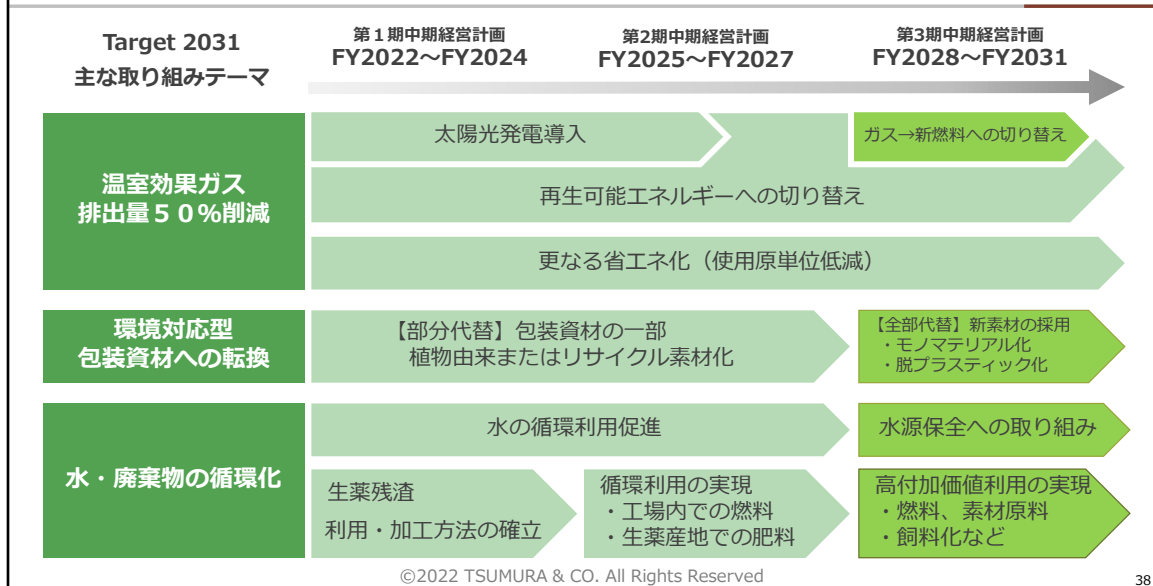 Target 2031
主な取り組みテーマ
第１期中期経営計画
FY2022～FY2024
第2期中期経営計画
FY2025～FY2027
第3期中期経営計画
FY2028～FY2031
温室効果ガス
排出量５０％削減
太陽光発電導入
ガス→新燃料への切り替え
再生可能エネルギーへの切り替え
更なる省エネ化（使用原単位低減）
環境対応型
包装資材への転換
【部分代替】包装資材の一部
植物由来またはリサイクル素材化
【全部代替】新素材の採用
・モノマテリアル化
・脱プラスティック化
水・廃棄物の循環化
水の循環利用促進
水源保全への取り組み
生薬残渣
利用・加工方法の確立
循環利用の実現
・工場内での燃料
・生薬産地での肥料
高付加価値利用の実現
・燃料、素材原料
・飼料化など
©2022 TSUMURA & CO. All Rights Reserved
38